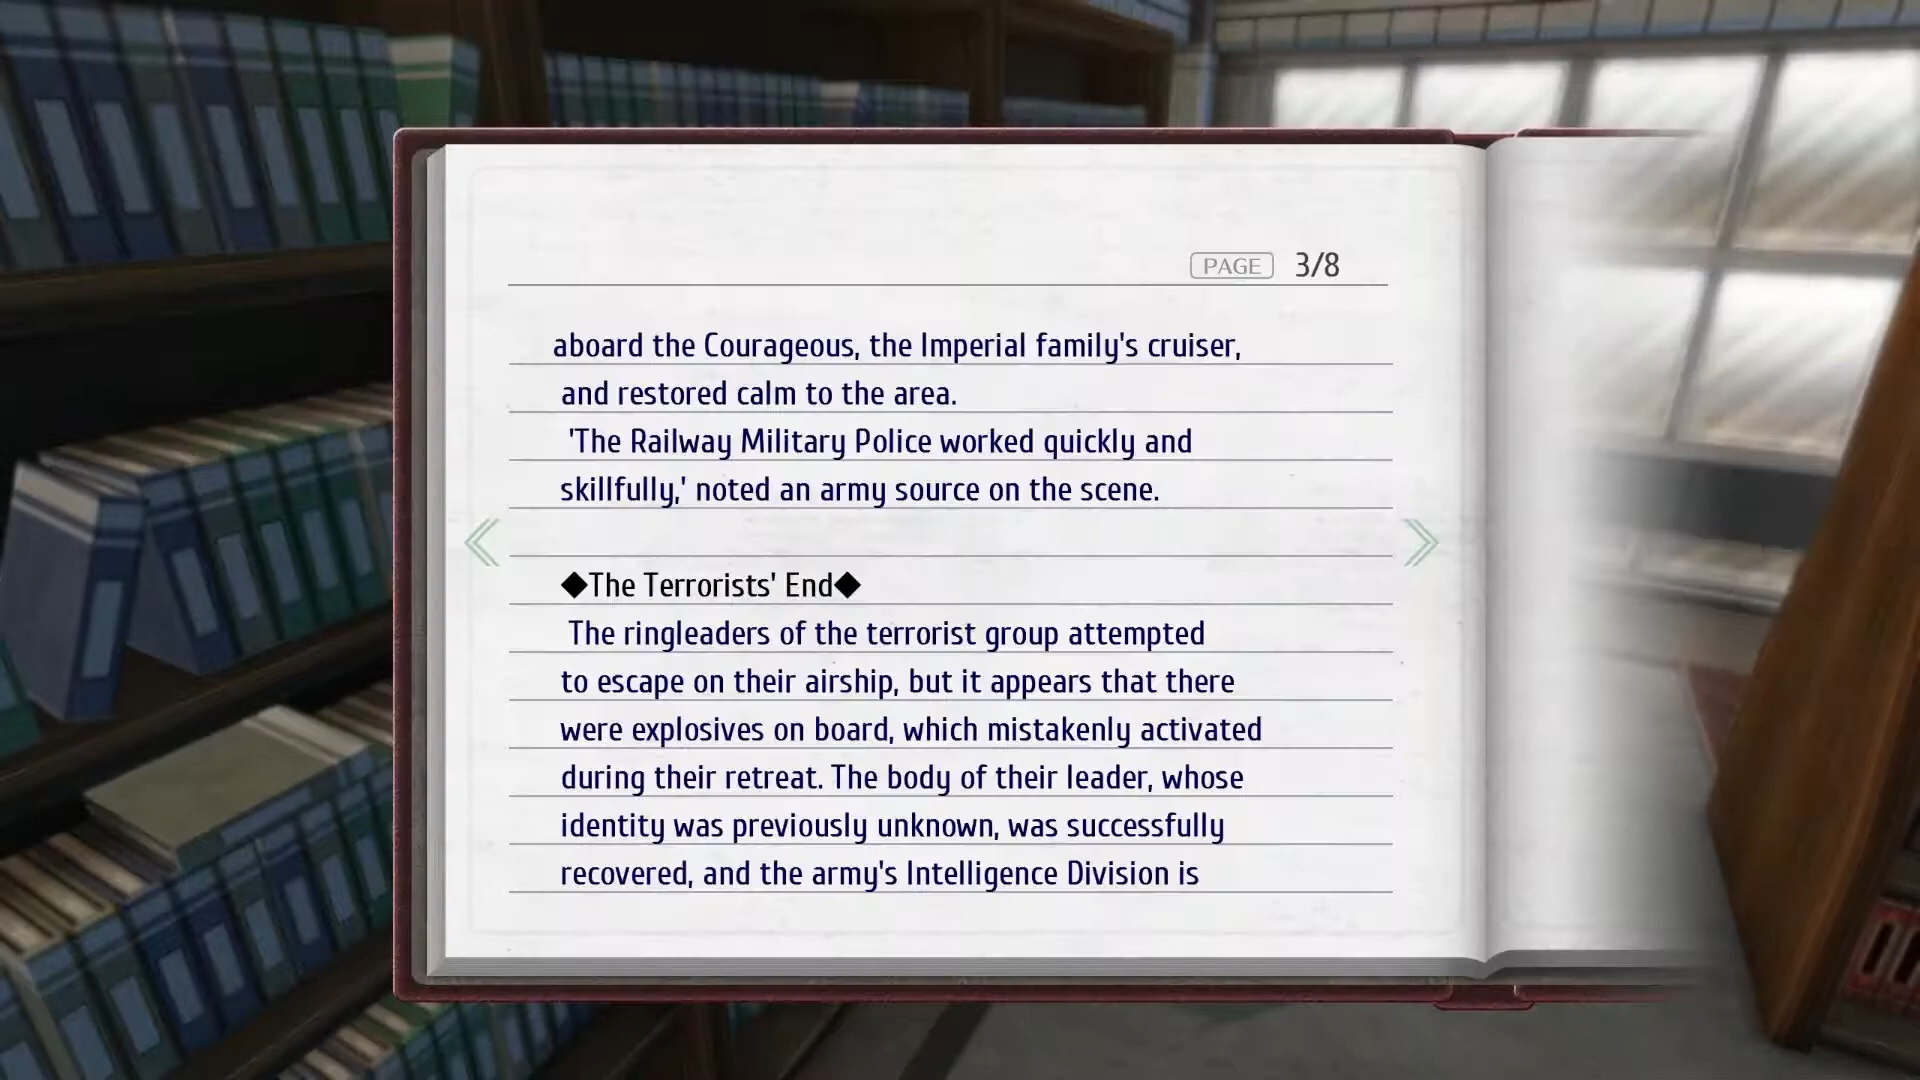 PAGE 3/8
aboard the Courageous, the Imperial family's cruiser,
and restored calm to the area.
'The Railway Military Police worked quickly and
skillfully,' noted an army source on the scene.
◆The Terrorists' End◆
The ringleaders of the terrorist group attempted
to escape on their airship, but it appears that there
were explosives on board, which mistakenly activated
during their retreat. The body of their leader, whose
identity was previously unknown, was successfully
recovered, and the army's Intelligence Division is